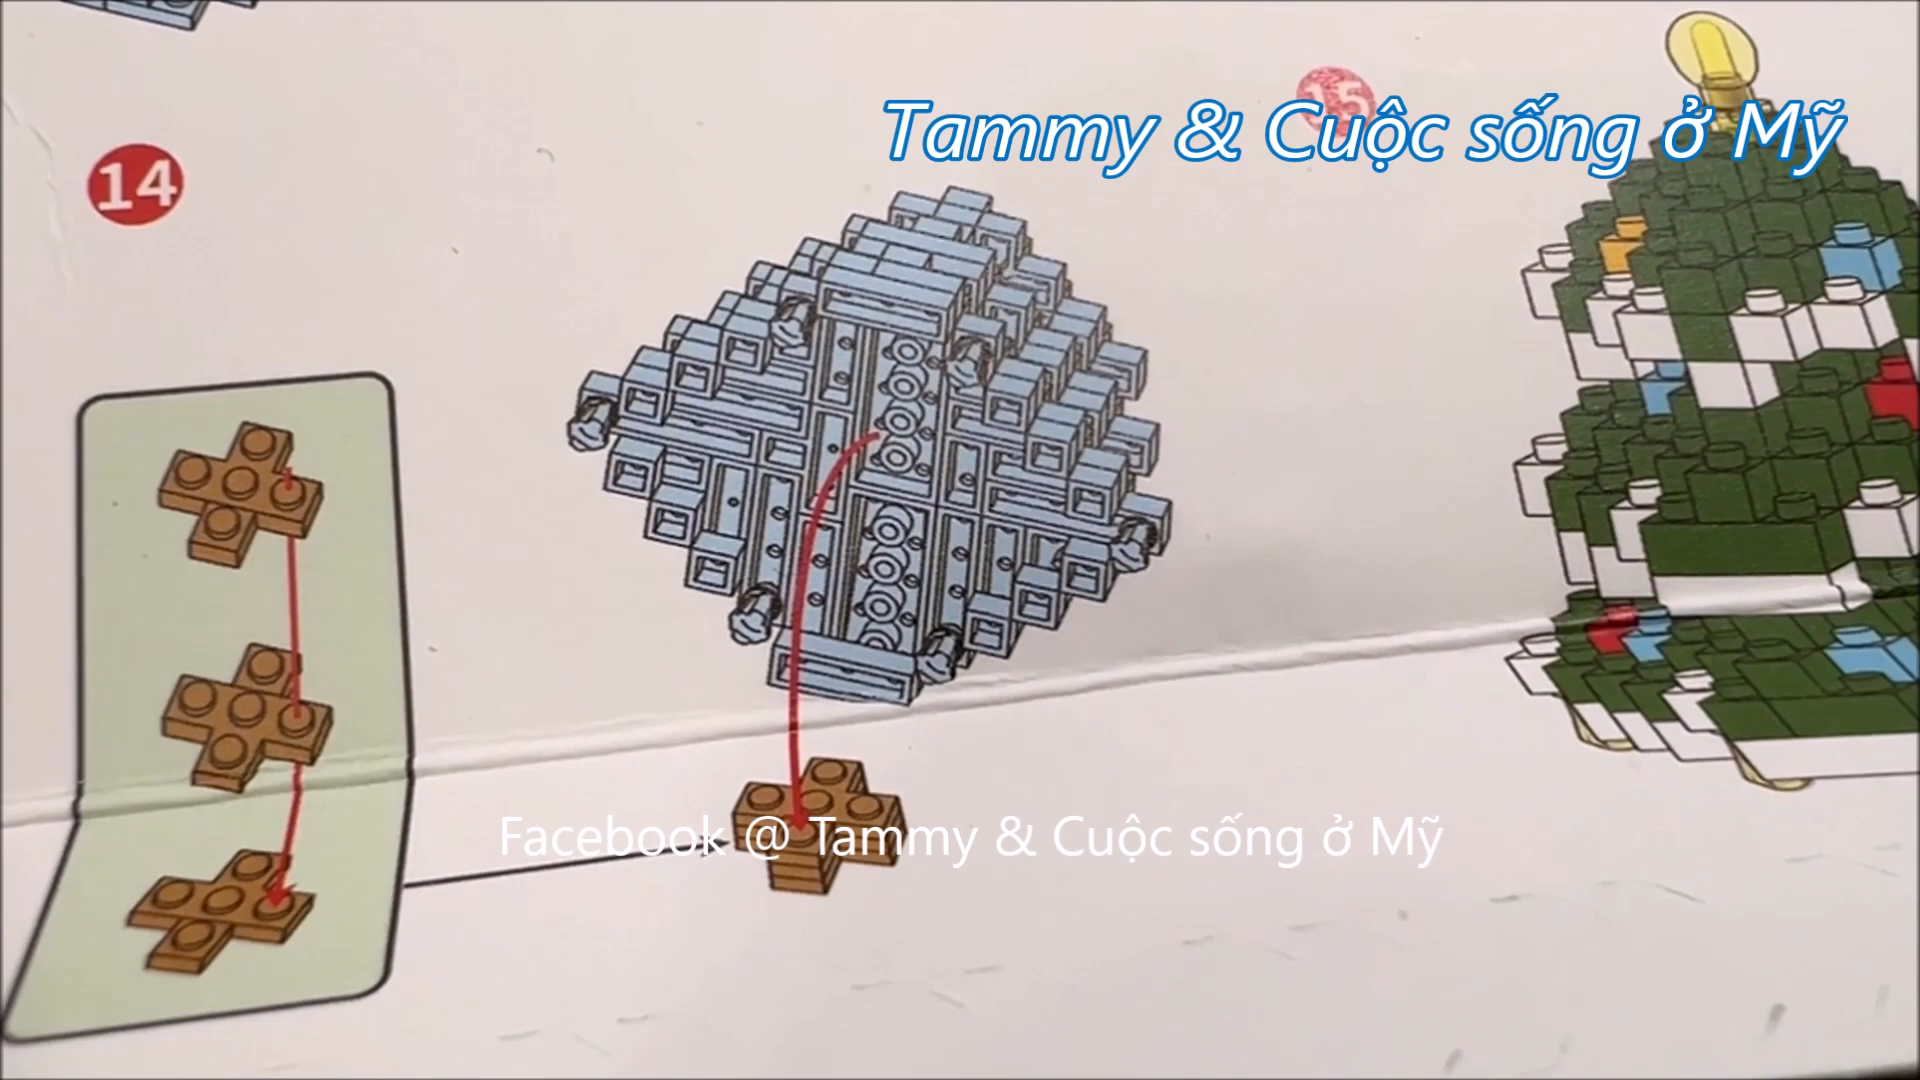 15
Tammy & Cuộc sống ở Mỹ
14
Facebook @ Tammy & Cuộc sống ở Mỹ